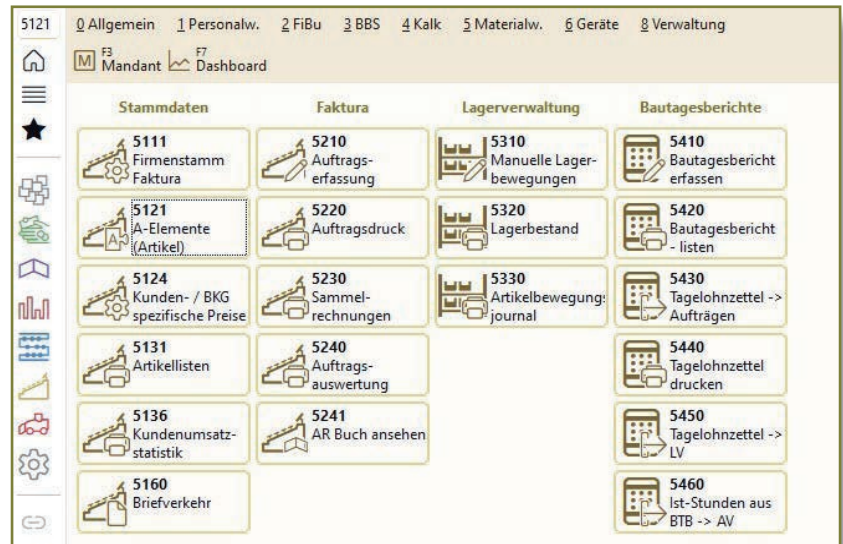 5121 0 Allgemein 1 Personalw. 2 FiBu 3 BBS 4 Kalk 5 Materialw. 6 Geräte 8 Verwaltung
M F3 Mandant F7 Dashboard
Stammdaten Faktura Lagerverwaltung Bautagesberichte
5111
Firmenstamm
Faktura
5210
Auftrags-
erfassung
5310
Manuelle Lager-
bewegungen
5410
Bautagesbericht
erfassen
5121
A-Elemente
(Artikel)
5220
Auftragsdruck
5320
Lagerbestand
5420
Bautagesbericht
- listen
5124
Kunden- / BKG
spezifische Preise
5230
Sammel-
rechnungen
5330
Artikelbewegungs
journal
5430
Tagelohnzettel ->
Aufträgen
5131
Artikellisten
5240
Auftrags-
auswertung
5440
Tagelohnzettel
drucken
5136
Kundenumsatz-
statistik
5241
AR Buch ansehen
5450
Tagelohnzettel ->
LV
5160
Briefverkehr
5460
Ist-Stunden aus
BTB -> AV